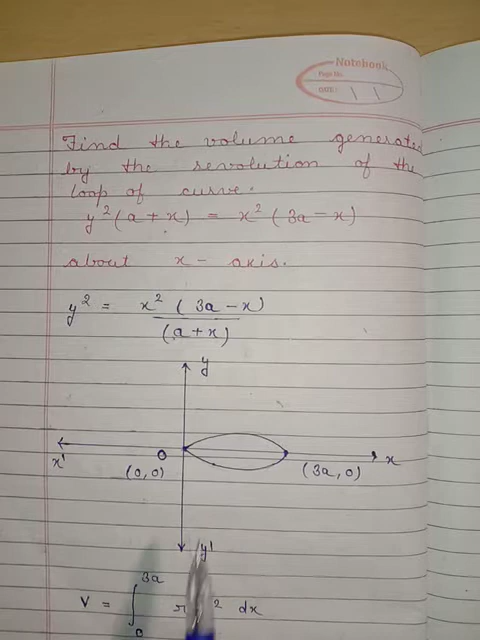 Notebook
Page No.
DATE:
Find the volume generated
by the revolution of the
loop of curve.
y²(a+x) = x²(3a-x)
about x-axis.
y² = x²(3a-x)
(a+x)
y
x' O x
(0,0) (3a,0)
y'
3a
V = ∫ π 2 dx
0